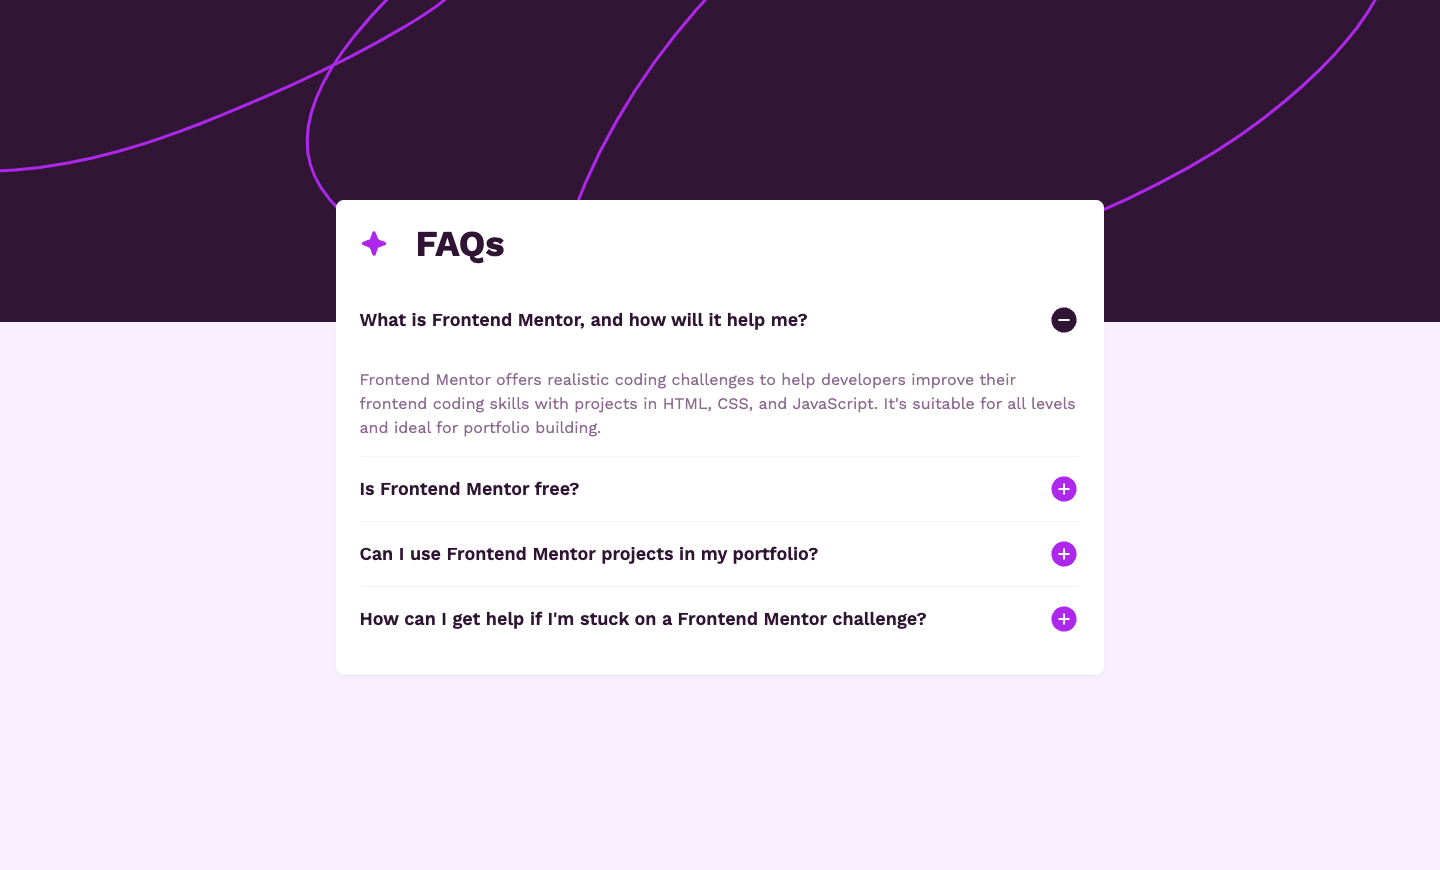 FAQs
What is Frontend Mentor, and how will it help me?
Frontend Mentor offers realistic coding challenges to help developers improve their
frontend coding skills with projects in HTML, CSS, and JavaScript. It's suitable for all levels
and ideal for portfolio building.
Is Frontend Mentor free?
Can I use Frontend Mentor projects in my portfolio?
How can I get help if I'm stuck on a Frontend Mentor challenge?